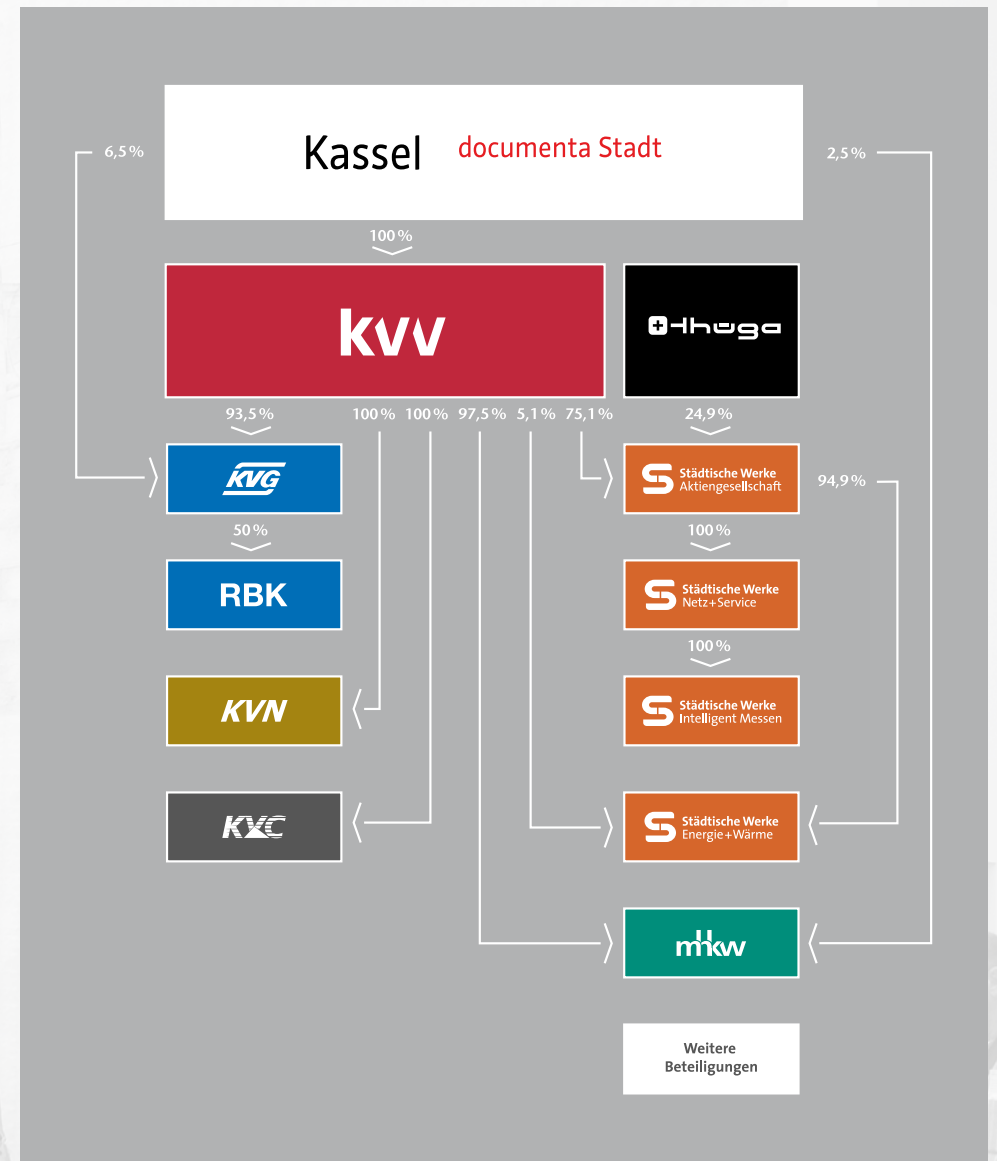 Kassel documenta Stadt
6,5 %
2,5 %
100 %
kvv
thüga
93,5 %
100 %
100 %
97,5 %
5,1 %
75,1 %
24,9 %
KVG
Städtische Werke
Aktiengesellschaft
94,9 %
50 %
100 %
RBK
Städtische Werke
Netz+Service
100 %
KVN
Städtische Werke
Intelligent Messen
KVC
Städtische Werke
Energie+Wärme
mhkw
Weitere
Beteiligungen